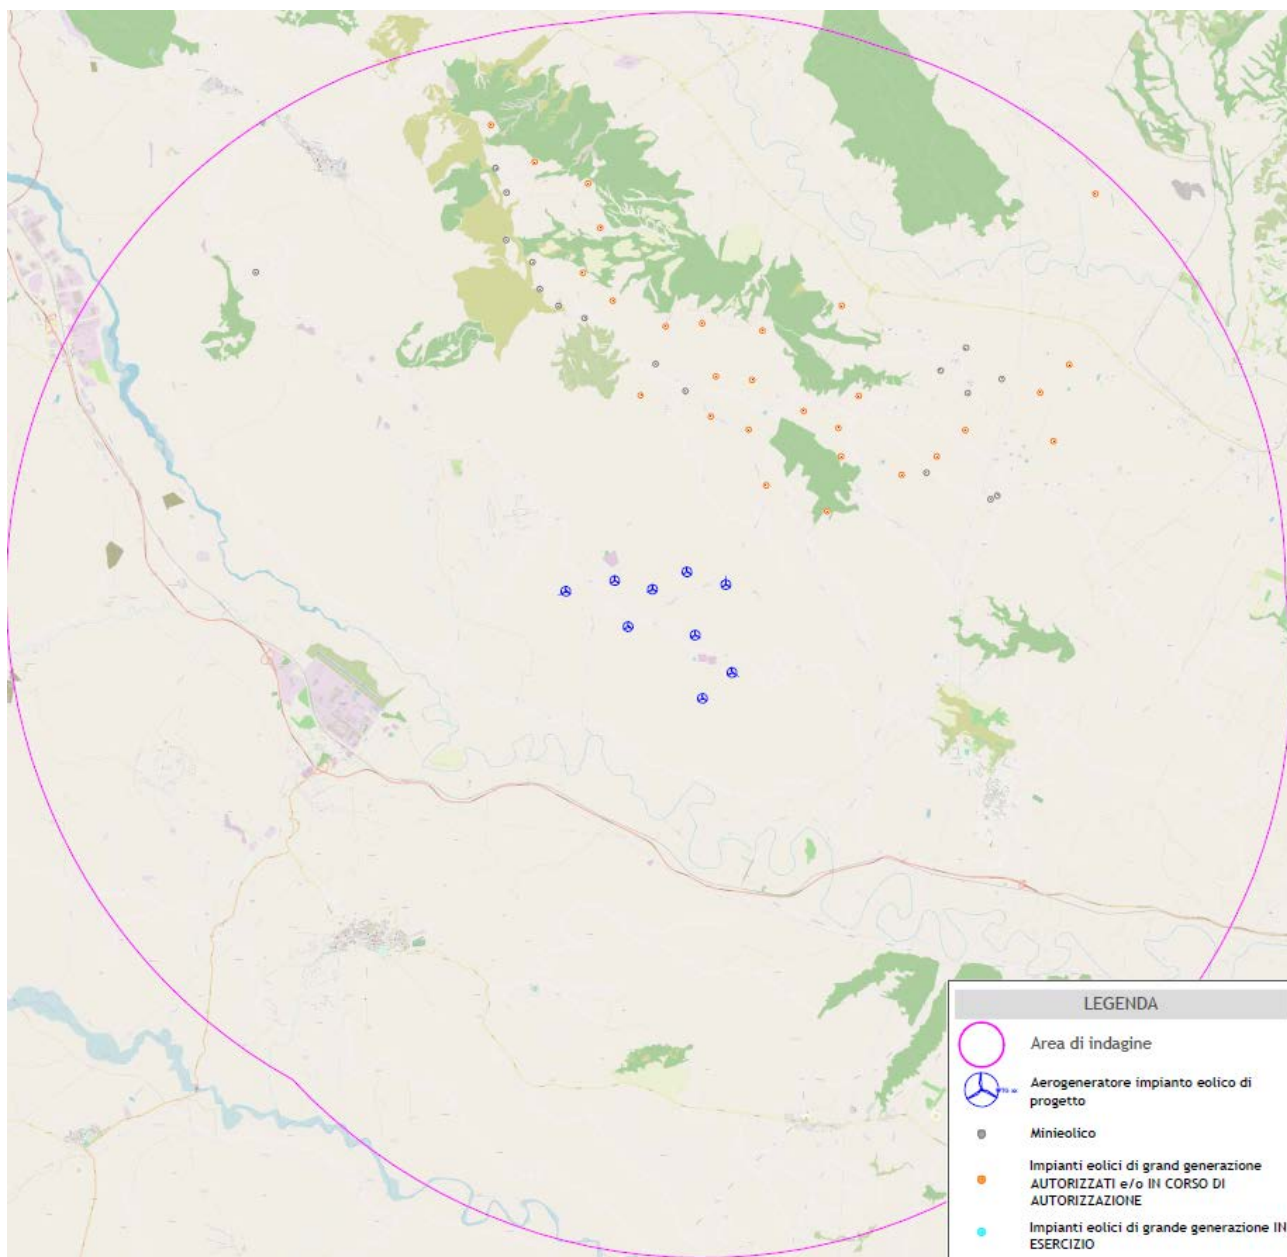 LEGENDA
Area di indagine
Aerogeneratore impianto eolico di
progetto
Minieolico
Impianti eolici di grand generazione
AUTORIZZATI e/o IN CORSO DI
AUTORIZZAZIONE
Impianti eolici di grande generazione IN
ESERCIZIO